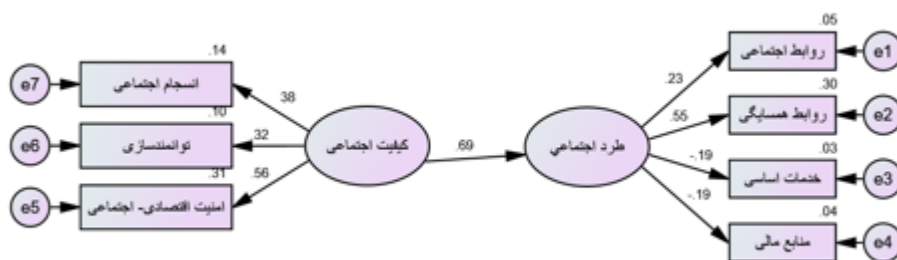 .05
روابط اجتماعی
e1
.14
انسجام اجتماعی
e7
.23
.38
.30
روابط همسایگی
e2
.55
.10
توانمندسازی
e6
.32
کیفیت اجتماعی
.69
طرد اجتماعی
.03
خدمات اساسی
e3
-.19
.31
امنیت اقتصادی- اجتماعی
e5
.56
-.19
.04
منابع مالی
e4